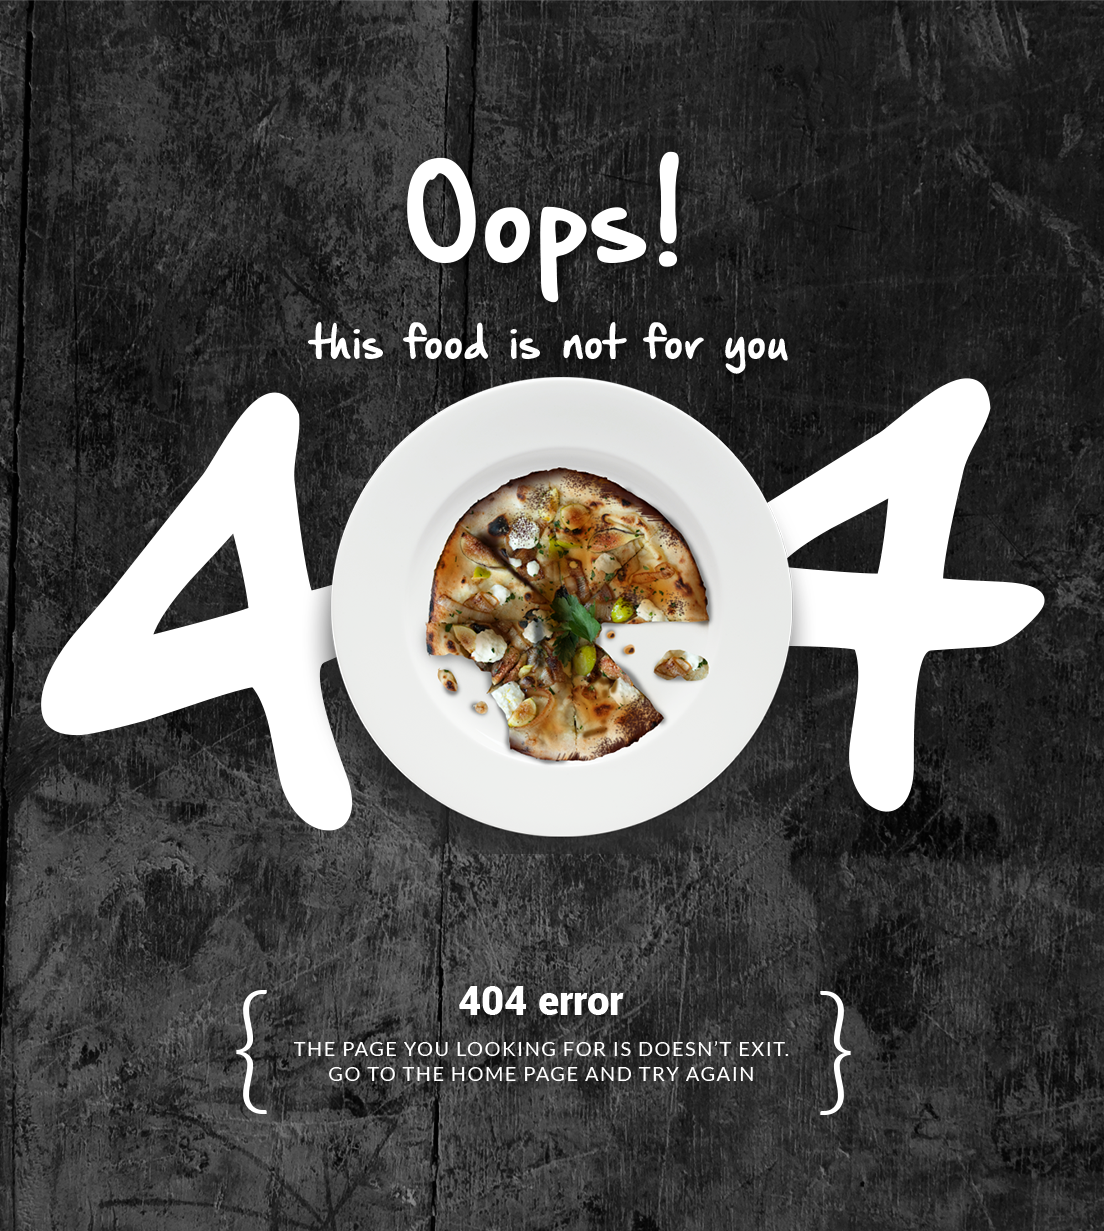 Oops!
this food is not for you
404
404 error
THE PAGE YOU LOOKING FOR IS DOESN'T EXIT.
GO TO THE HOME PAGE AND TRY AGAIN